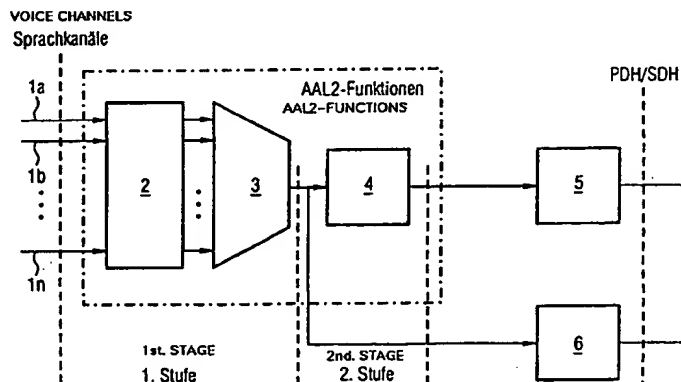 VOICE CHANNELS
Sprachkanäle
PDH/SDH
AAL2-Funktionen
AAL2-FUNCTIONS
1a
1b
1n
2
3
4
5
6
1st. STAGE
1. Stufe
2nd. STAGE
2. Stufe